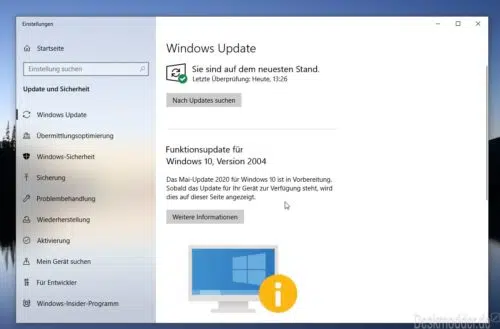 Einstellungen
Startseite
Einstellung suchen
Update und Sicherheit
Windows Update
Übermittlungsoptimierung
Windows-Sicherheit
Sicherung
Problembehandlung
Wiederherstellung
Aktivierung
Mein Gerät suchen
Für Entwickler
Windows-Insider-Programm
Windows Update
Sie sind auf dem neuesten Stand.
Letzte Überprüfung: Heute, 13:26
Nach Updates suchen
Funktionsupdate für
Windows 10, Version 2004
Das Mai-Update 2020 für Windows 10 ist in Vorbereitung.
Sobald das Update für Ihr Gerät zur Verfügung steht, wird
dies auf dieser Seite angezeigt.
Weitere Informationen
Deskmodder.de